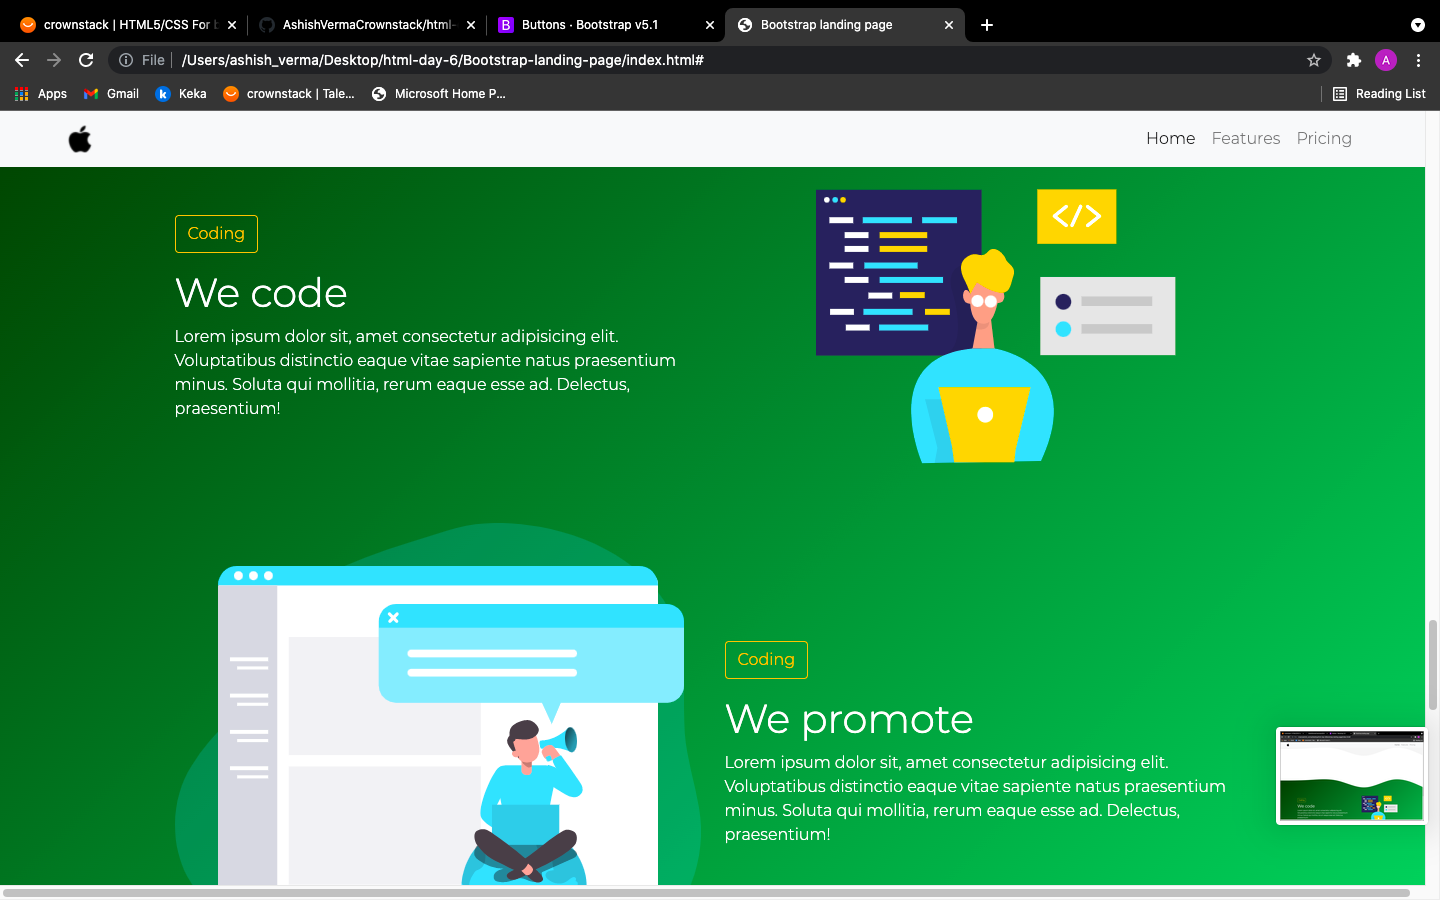 crownstack | HTML5/CSS For b
AshishVermaCrownstack/html-
B Buttons · Bootstrap v5.1
Bootstrap landing page
File /Users/ashish_verma/Desktop/html-day-6/Bootstrap-landing-page/index.html#
A
Apps Gmail k Keka crownstack | Tale... Microsoft Home P... Reading List
Home Features Pricing
Coding
We code
Lorem ipsum dolor sit, amet consectetur adipisicing elit.
Voluptatibus distinctio eaque vitae sapiente natus praesentium
minus. Soluta qui mollitia, rerum eaque esse ad. Delectus,
praesentium!
</>
Coding
We promote
Lorem ipsum dolor sit, amet consectetur adipisicing elit.
Voluptatibus distinctio eaque vitae sapiente natus praesentium
minus. Soluta qui mollitia, rerum eaque esse ad. Delectus,
praesentium!
We code